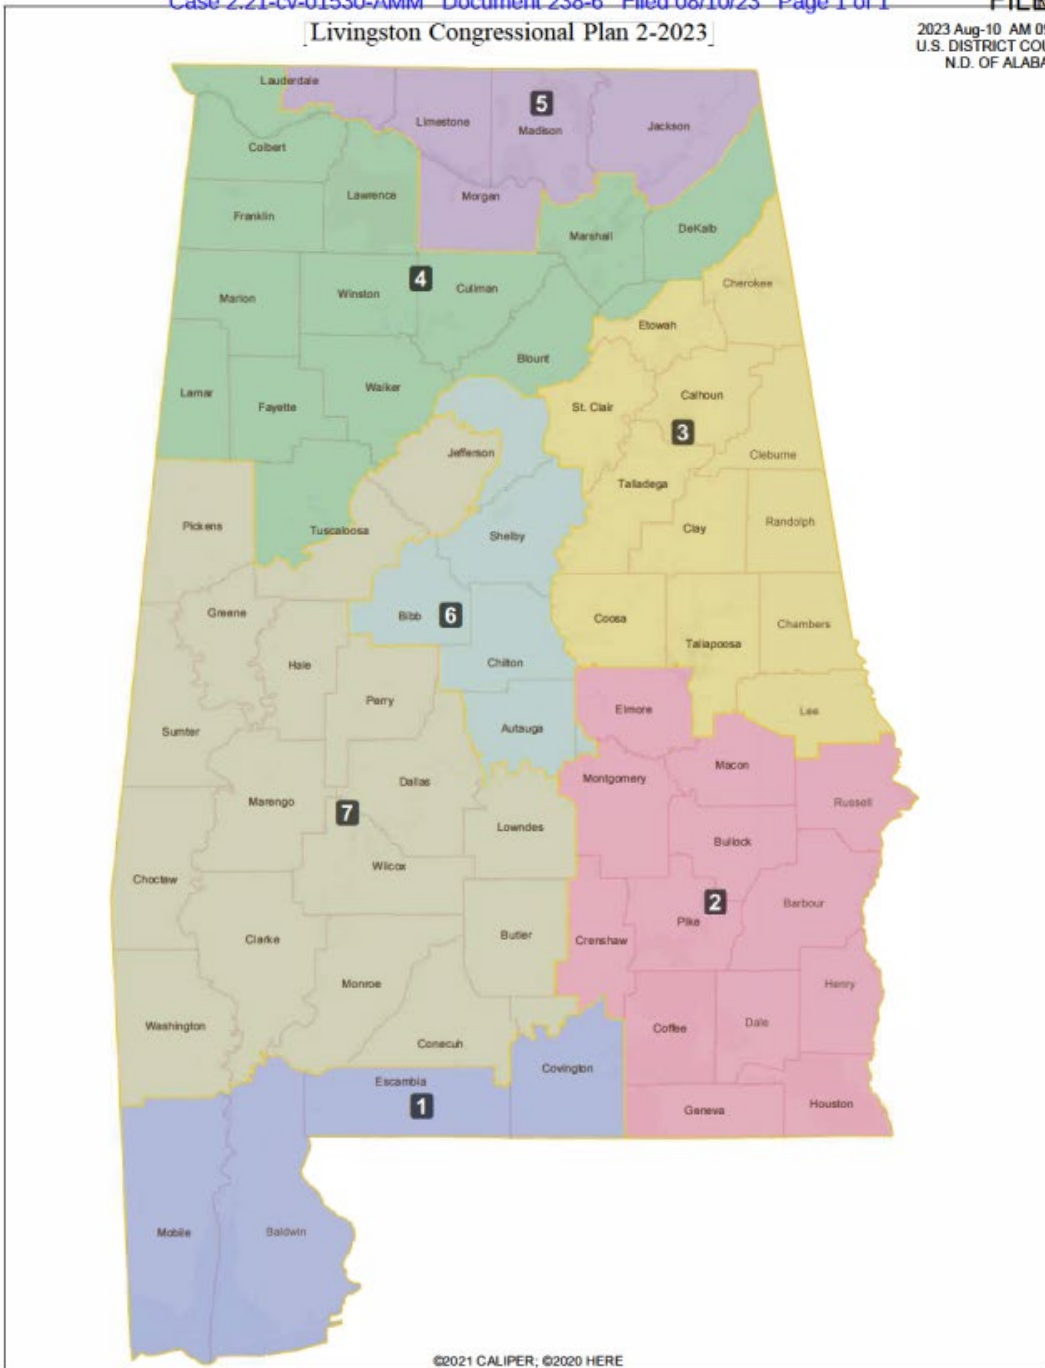 Case 2:21-cv-01530-AMM Document 238-6 Filed 08/10/23 Page 1 of 1
2023 Aug-10 AM 09
U.S. DISTRICT COU
N.D. OF ALABA
Livingston Congressional Plan 2-2023
Lauderdale
Limestone
5
Madison
Jackson
Colbert
Lawrence
Morgan
Franklin
Marshall
DeKalb
Marion
Winston
4
Cullman
Cherokee
Etowah
Blount
Lamar
Fayette
Walker
St. Clair
Calhoun
3
Jefferson
Cleburne
Talladega
Pickens
Tuscaloosa
Shelby
Clay
Randolph
Greene
Bibb
6
Coosa
Tallapoosa
Chambers
Hale
Chilton
Perry
Elmore
Lee
Sumter
Autauga
Macon
Dallas
Montgomery
Marengo
7
Russell
Lowndes
Bullock
Choctaw
Wilcox
Barbour
2
Pike
Clarke
Butler
Crenshaw
Monroe
Henry
Washington
Coffee
Dale
Conecuh
Covington
Escambia
1
Geneva
Houston
Mobile
Baldwin
©2021 CALIPER; ©2020 HERE